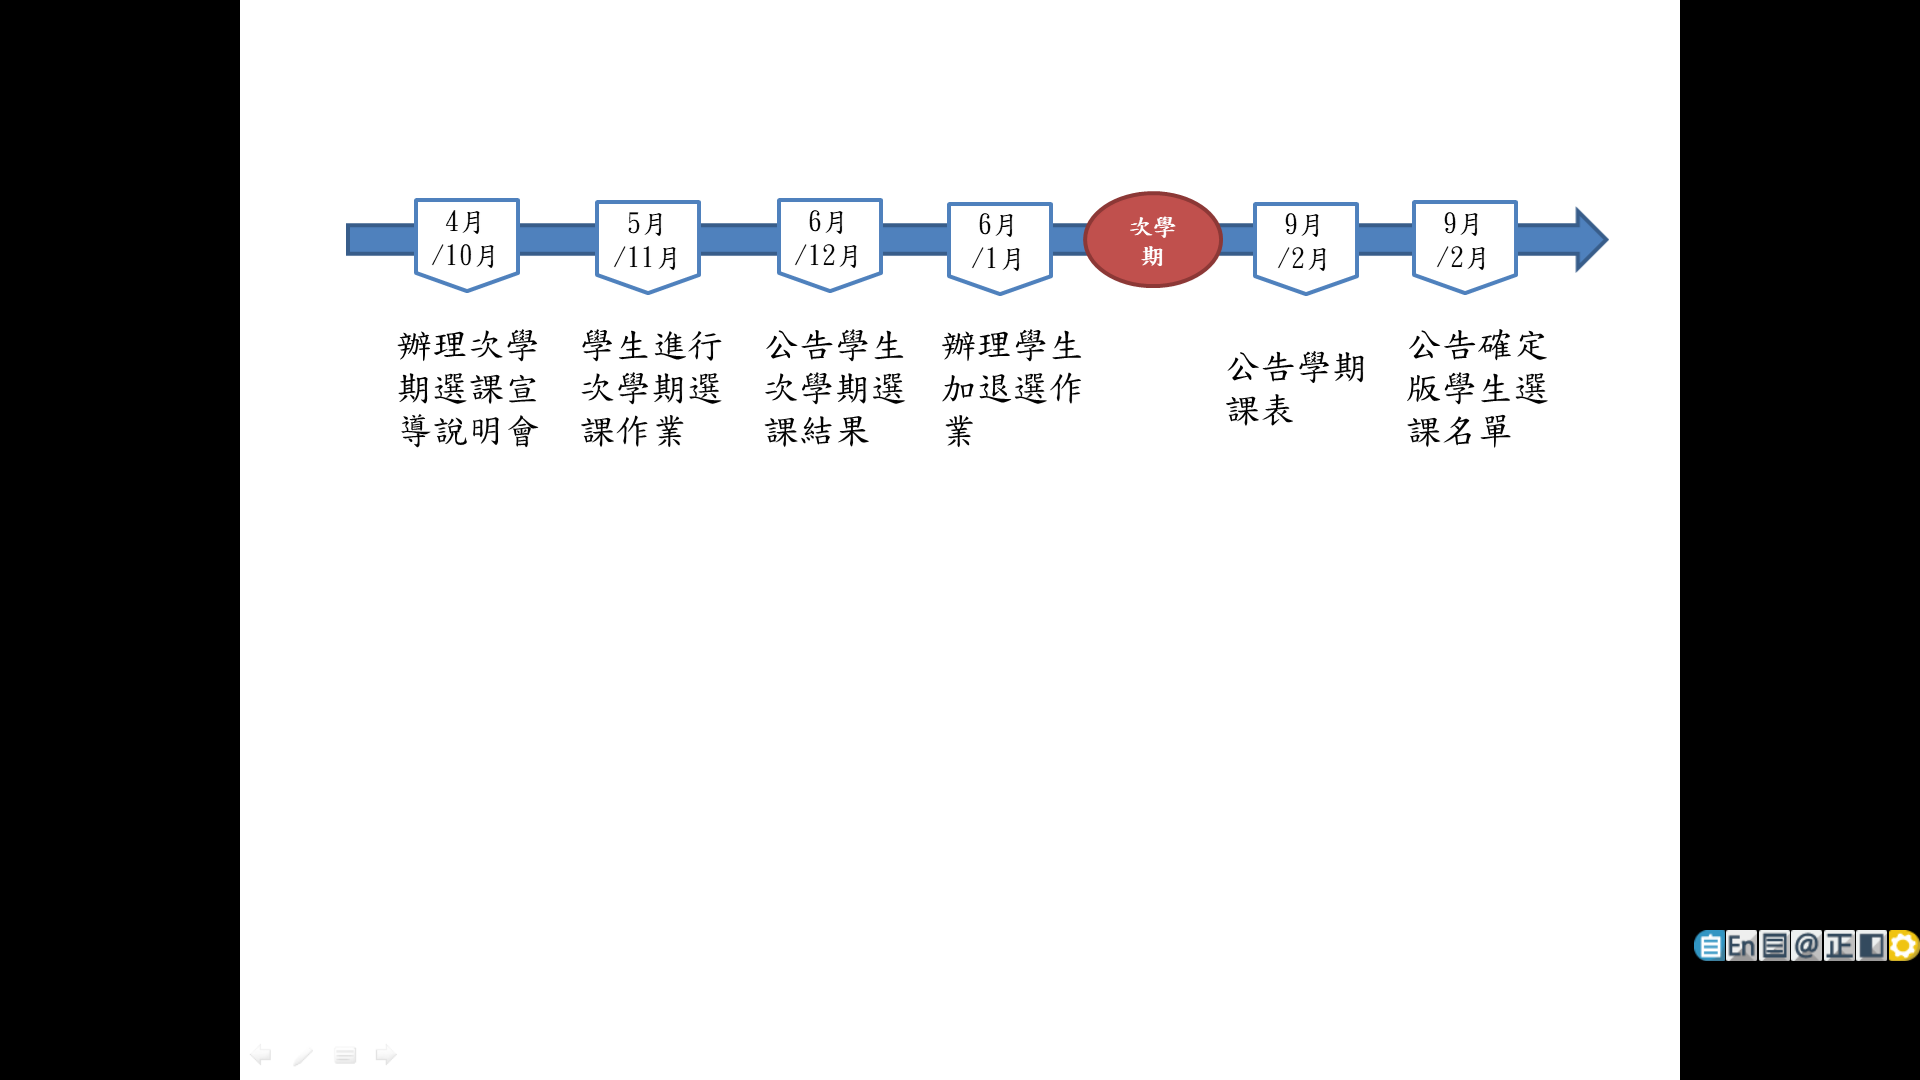 4月
/10月
5月
/11月
6月
/12月
6月
/1月
次學
期
9月
/2月
9月
/2月
辦理次學
期選課宣
導說明會
學生進行
次學期選
課作業
公告學生
次學期選
課結果
辦理學生
加退選作
業
公告學期
課表
公告確定
版學生選
課名單
自 En @ 正